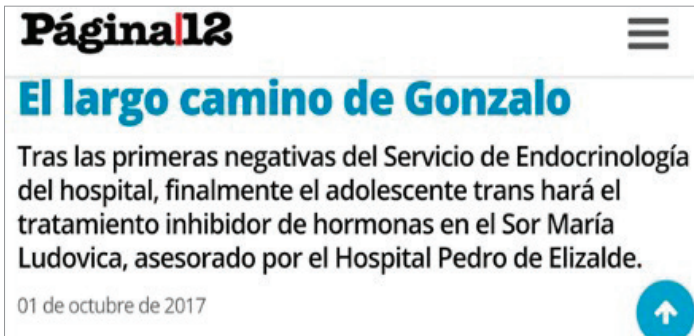 Página|12
El largo camino de Gonzalo
Tras las primeras negativas del Servicio de Endocrinología
del hospital, finalmente el adolescente trans hará el
tratamiento inhibidor de hormonas en el Sor María
Ludovica, asesorado por el Hospital Pedro de Elizalde.
01 de octubre de 2017